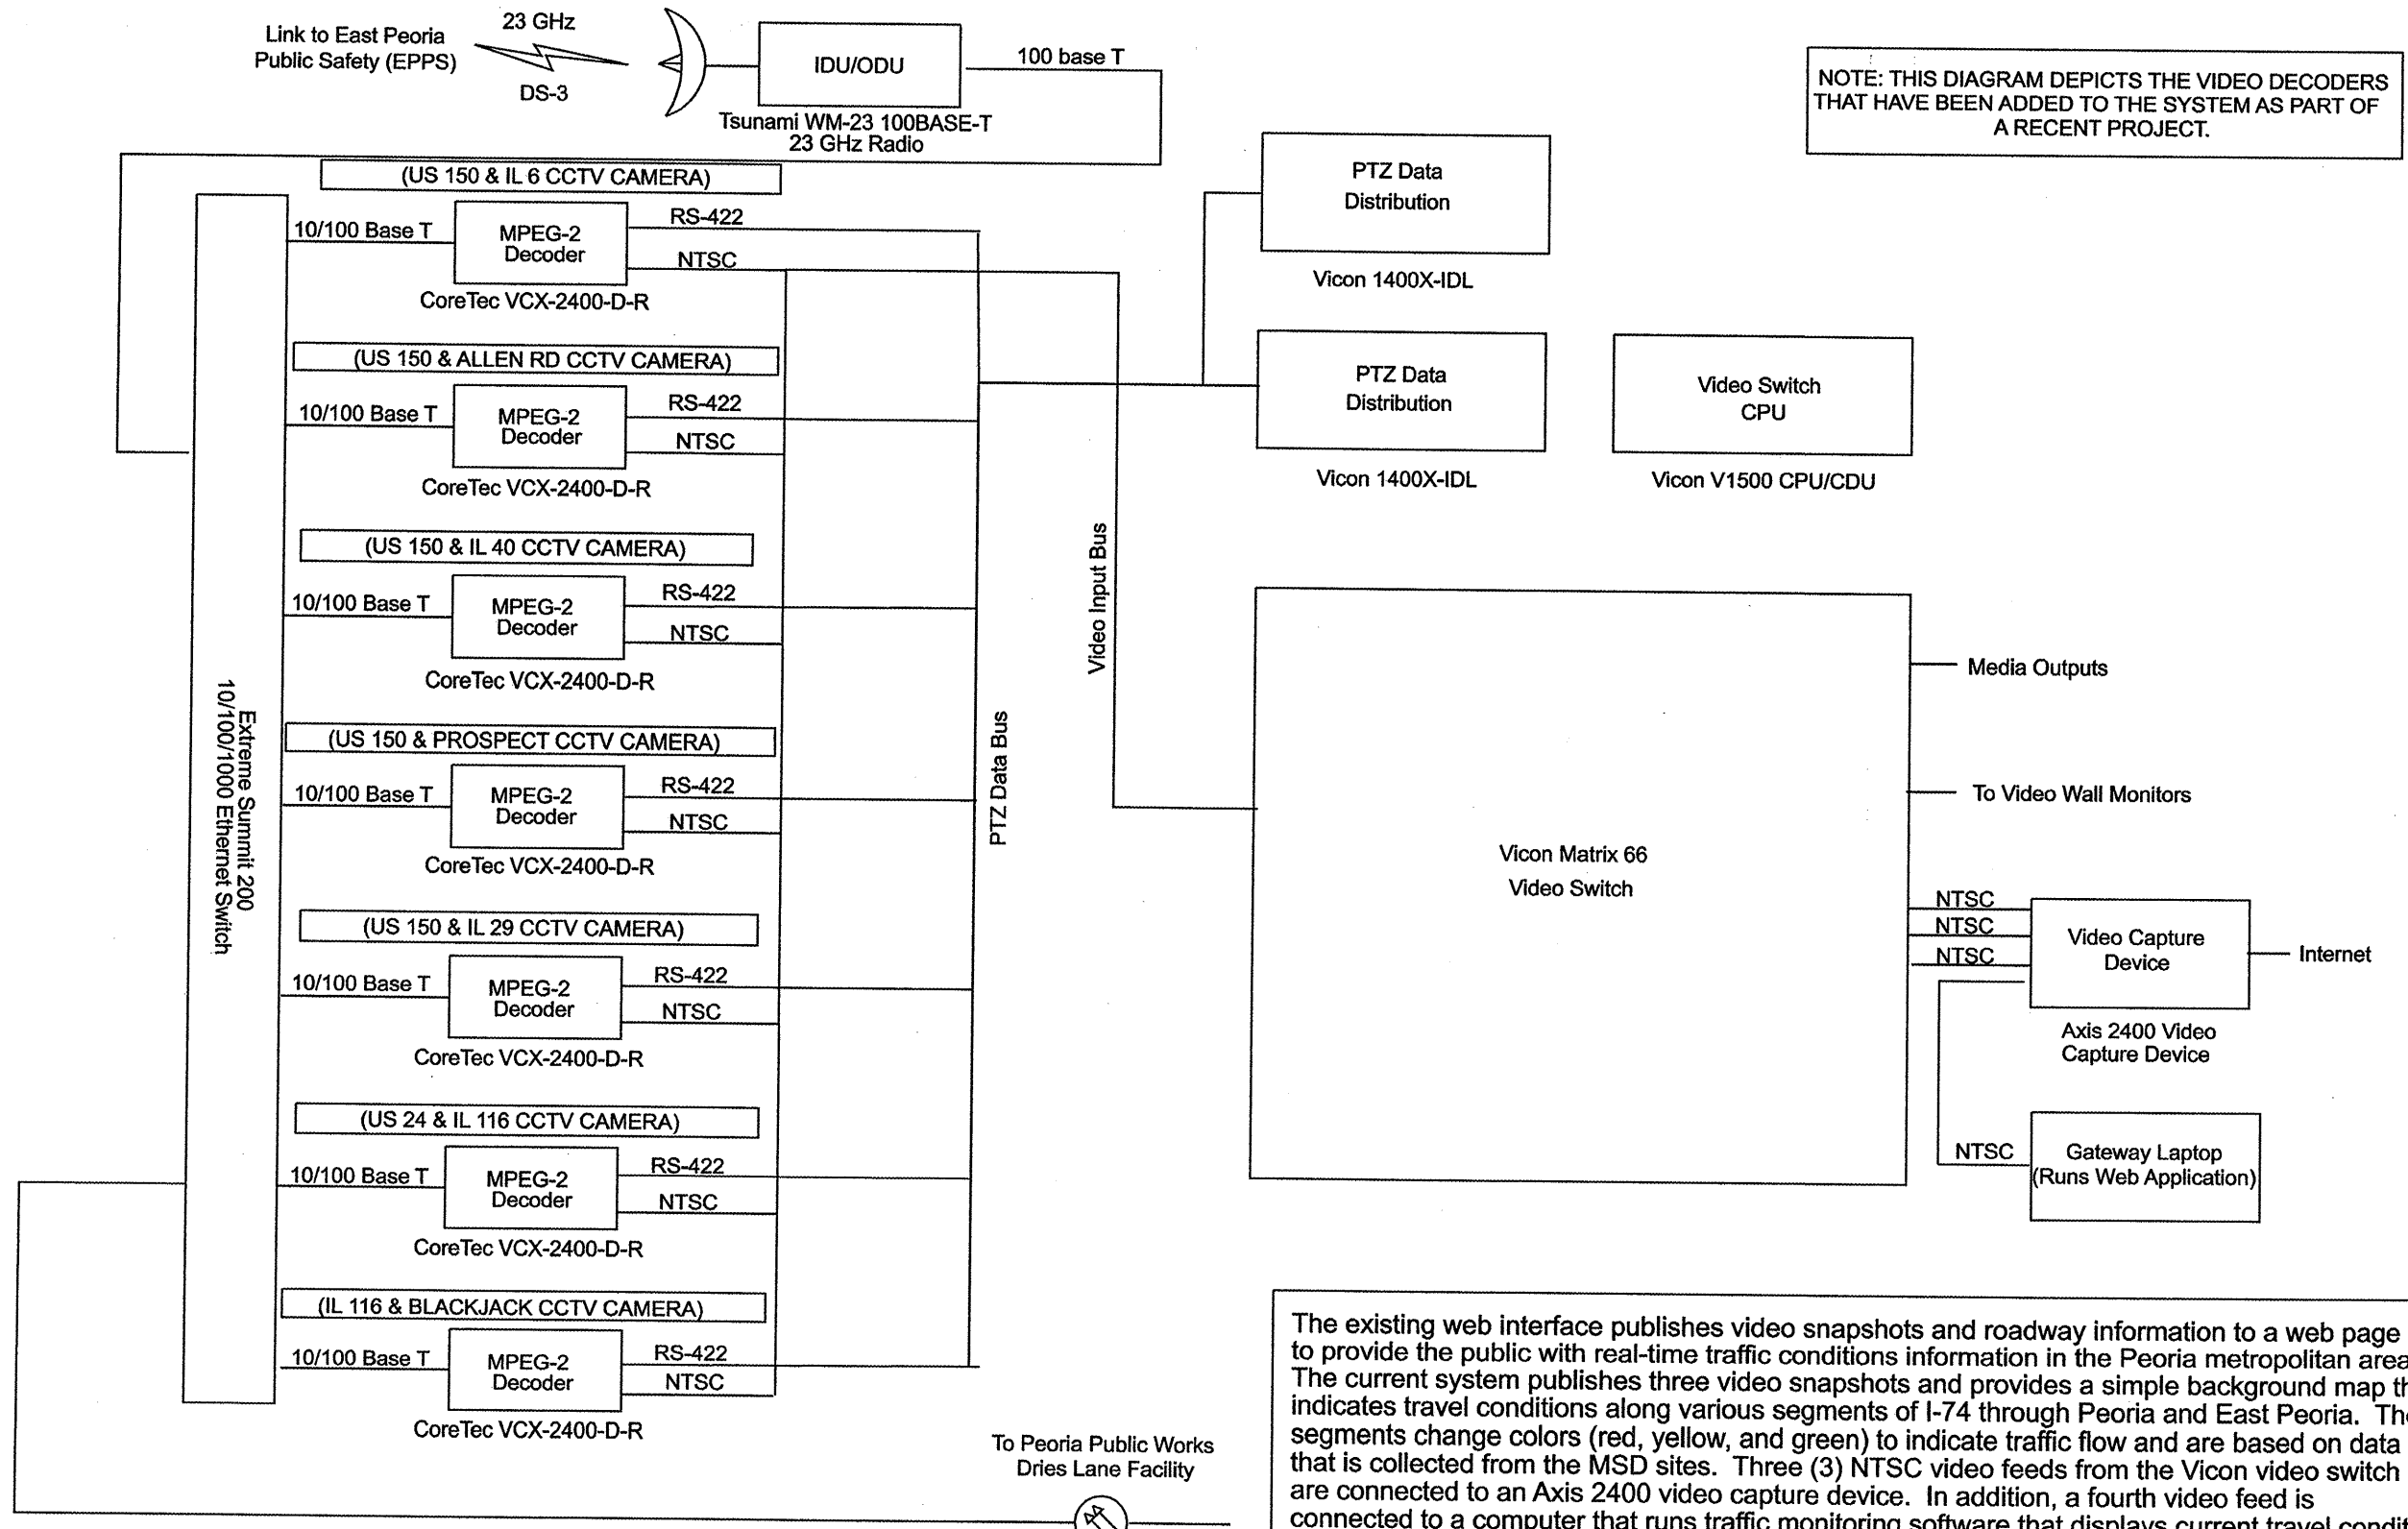 Link to East Peoria
Public Safety (EPPS)
23 GHz
DS-3
IDU/ODU
100 base T
Tsunami WM-23 100BASE-T
23 GHz Radio
NOTE: THIS DIAGRAM DEPICTS THE VIDEO DECODERS
THAT HAVE BEEN ADDED TO THE SYSTEM AS PART OF
A RECENT PROJECT.
(US 150 & IL 6 CCTV CAMERA)
10/100 Base T
MPEG-2
Decoder
RS-422
NTSC
CoreTec VCX-2400-D-R
(US 150 & ALLEN RD CCTV CAMERA)
10/100 Base T
MPEG-2
Decoder
RS-422
NTSC
CoreTec VCX-2400-D-R
(US 150 & IL 40 CCTV CAMERA)
10/100 Base T
MPEG-2
Decoder
RS-422
NTSC
CoreTec VCX-2400-D-R
(US 150 & PROSPECT CCTV CAMERA)
10/100 Base T
MPEG-2
Decoder
RS-422
NTSC
CoreTec VCX-2400-D-R
(US 150 & IL 29 CCTV CAMERA)
10/100 Base T
MPEG-2
Decoder
RS-422
NTSC
CoreTec VCX-2400-D-R
(US 24 & IL 116 CCTV CAMERA)
10/100 Base T
MPEG-2
Decoder
RS-422
NTSC
CoreTec VCX-2400-D-R
(IL 116 & BLACKJACK CCTV CAMERA)
10/100 Base T
MPEG-2
Decoder
RS-422
NTSC
CoreTec VCX-2400-D-R
Extreme Summit 200
10/100/1000 Ethernet Switch
PTZ Data Bus
Video Input Bus
PTZ Data
Distribution
Vicon 1400X-IDL
PTZ Data
Distribution
Vicon 1400X-IDL
Video Switch
CPU
Vicon V1500 CPU/CDU
Vicon Matrix 66
Video Switch
Media Outputs
To Video Wall Monitors
NTSC
NTSC
NTSC
Video Capture
Device
Internet
Axis 2400 Video
Capture Device
NTSC
Gateway Laptop
(Runs Web Application)
To Peoria Public Works
Dries Lane Facility
The existing web interface publishes video snapshots and roadway information to a web page
to provide the public with real-time traffic conditions information in the Peoria metropolitan area
The current system publishes three video snapshots and provides a simple background map th
indicates travel conditions along various segments of I-74 through Peoria and East Peoria. The
segments change colors (red, yellow, and green) to indicate traffic flow and are based on data
that is collected from the MSD sites. Three (3) NTSC video feeds from the Vicon video switch
are connected to an Axis 2400 video capture device. In addition, a fourth video feed is
connected to a computer that runs traffic monitoring software that displays current travel condi